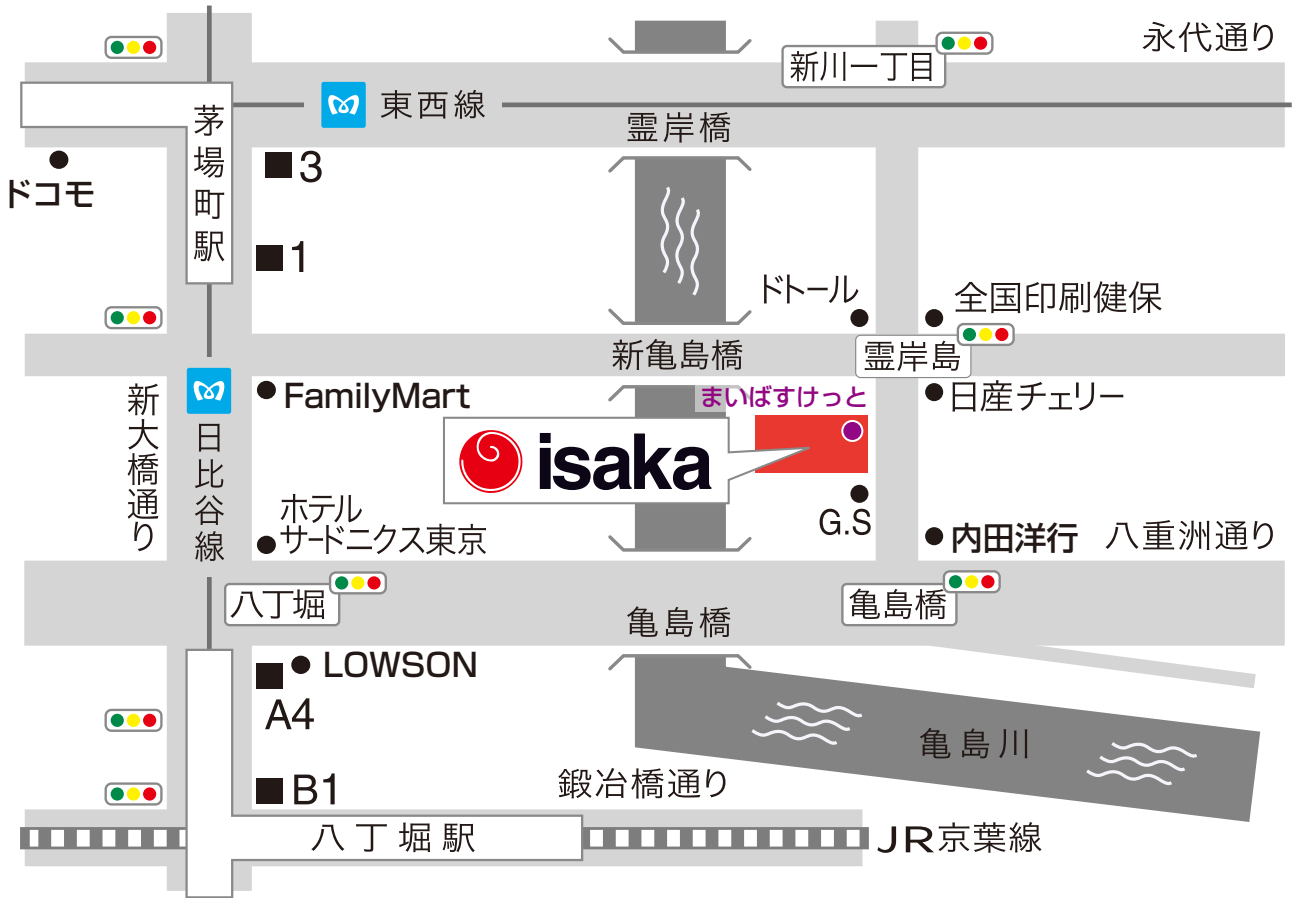 永代通り
新川一丁目
東西線
霊岸橋
茅場町駅
ドコモ
3
1
ドトール
全国印刷健保
新亀島橋
霊岸島
まいばすけっと
FamilyMart
日産チェリー
新大橋通り
日比谷線
isaka
ホテル
サードニクス東京
G.S
内田洋行
八重洲通り
八丁堀
亀島橋
亀島橋
LOWSON
A4
亀島川
B1
鍛冶橋通り
八丁堀駅
JR京葉線